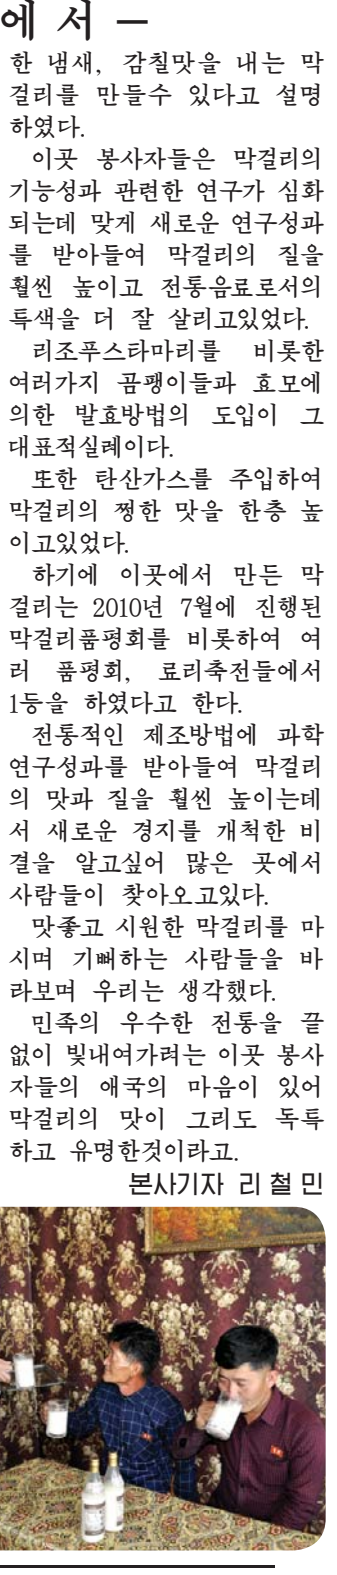 에 서 —
한 냄새, 감칠맛을 내는 막
걸리를 만들수 있다고 설명
하였다.
이곳 봉사자들은 막걸리의
기능성과 관련한 연구가 심화
되는데 맞게 새로운 연구성과
를 받아들여 막걸리의 질을
훨씬 높이고 전통음료로서의
특색을 더 잘 살리고있었다.
리조푸스타마리를 비롯한
여러가지 곰팽이들과 효모에
의한 발효방법의 도입이 그
대표적실례이다.
또한 탄산가스를 주입하여
막걸리의 쩡한 맛을 한층 높
이고있었다.
하기에 이곳에서 만든 막
걸리는 2010년 7월에 진행된
막걸리품평회를 비롯하여 여
러 품평회, 료리축전들에서
1등을 하였다고 한다.
전통적인 제조방법에 과학
연구성과를 받아들여 막걸리
의 맛과 질을 훨씬 높이는데
서 새로운 경지를 개척한 비
결을 알고싶어 많은 곳에서
사람들이 찾아오고있다.
맛좋고 시원한 막걸리를 마
시며 기뻐하는 사람들을 바
라보며 우리는 생각했다.
민족의 우수한 전통을 끝
없이 빛내여가려는 이곳 봉사
자들의 애국의 마음이 있어
막걸리의 맛이 그리도 독특
하고 유명한것이라고.
본사기자 리 철 민